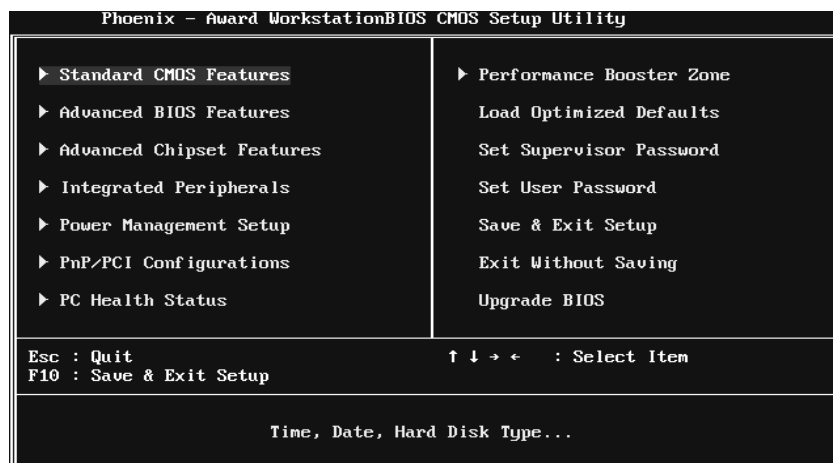 Phoenix - Award WorkstationBIOS CMOS Setup Utility
▶ Standard CMOS Features
▶ Advanced BIOS Features
▶ Advanced Chipset Features
▶ Integrated Peripherals
▶ Power Management Setup
▶ PnP/PCI Configurations
▶ PC Health Status
▶ Performance Booster Zone
Load Optimized Defaults
Set Supervisor Password
Set User Password
Save & Exit Setup
Exit Without Saving
Upgrade BIOS
Esc : Quit
F10 : Save & Exit Setup
↑ ↓ → ← : Select Item
Time, Date, Hard Disk Type...